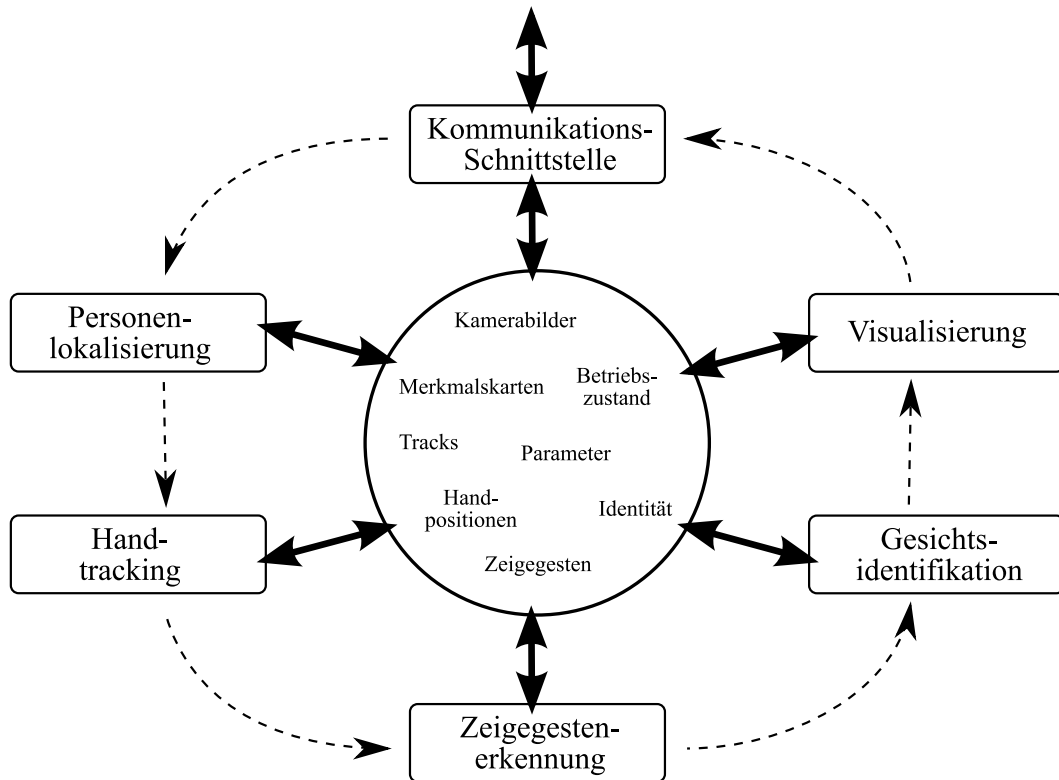 Kommunikations-
Schnittstelle
Personen-
lokalisierung
Visualisierung
Kamerabilder
Merkmalskarten
Betriebs-
zustand
Tracks
Parameter
Hand-
positionen
Identität
Zeigegesten
Hand-
tracking
Gesichts-
identifikation
Zeigegesten-
erkennung